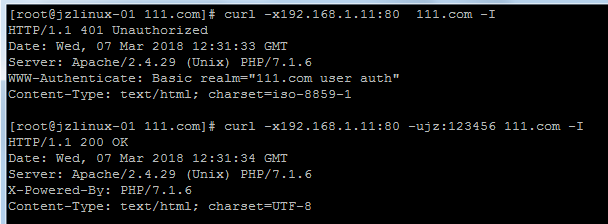 [root@jzlinux-01 111.com]# curl -x192.168.1.11:80  111.com -I
HTTP/1.1 401 Unauthorized
Date: Wed, 07 Mar 2018 12:31:33 GMT
Server: Apache/2.4.29 (Unix) PHP/7.1.6
WWW-Authenticate: Basic realm="111.com user auth"
Content-Type: text/html; charset=iso-8859-1
[root@jzlinux-01 111.com]# curl -x192.168.1.11:80 -ujz:123456 111.com -I
HTTP/1.1 200 OK
Date: Wed, 07 Mar 2018 12:31:34 GMT
Server: Apache/2.4.29 (Unix) PHP/7.1.6
X-Powered-By: PHP/7.1.6
Content-Type: text/html; charset=UTF-8